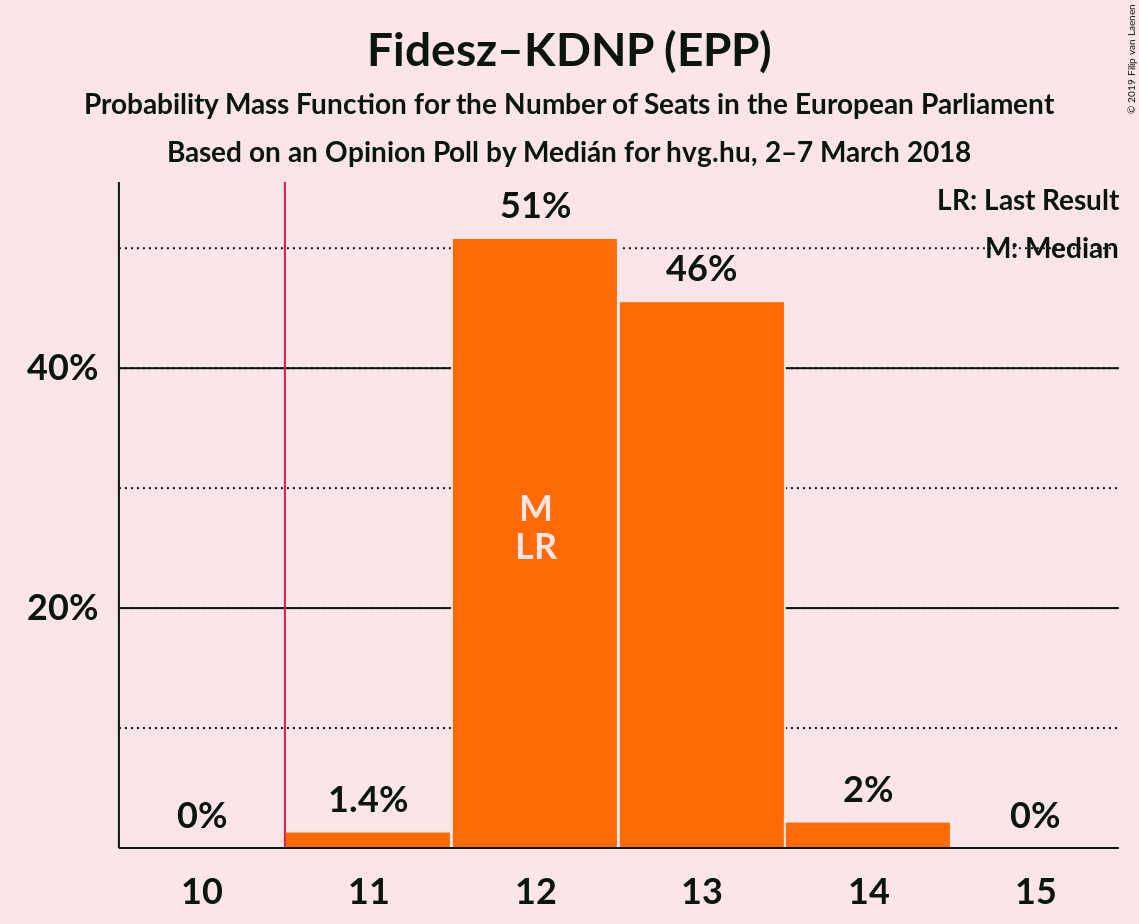 Fidesz–KDNP (EPP)
Probability Mass Function for the Number of Seats in the European Parliament
Based on an Opinion Poll by Medián for hvg.hu, 2–7 March 2018
© 2019 Filip van Laenen
LR: Last Result
M: Median
51%
46%
40%
M
LR
20%
0%
1.4%
2%
0%
10
11
12
13
14
15